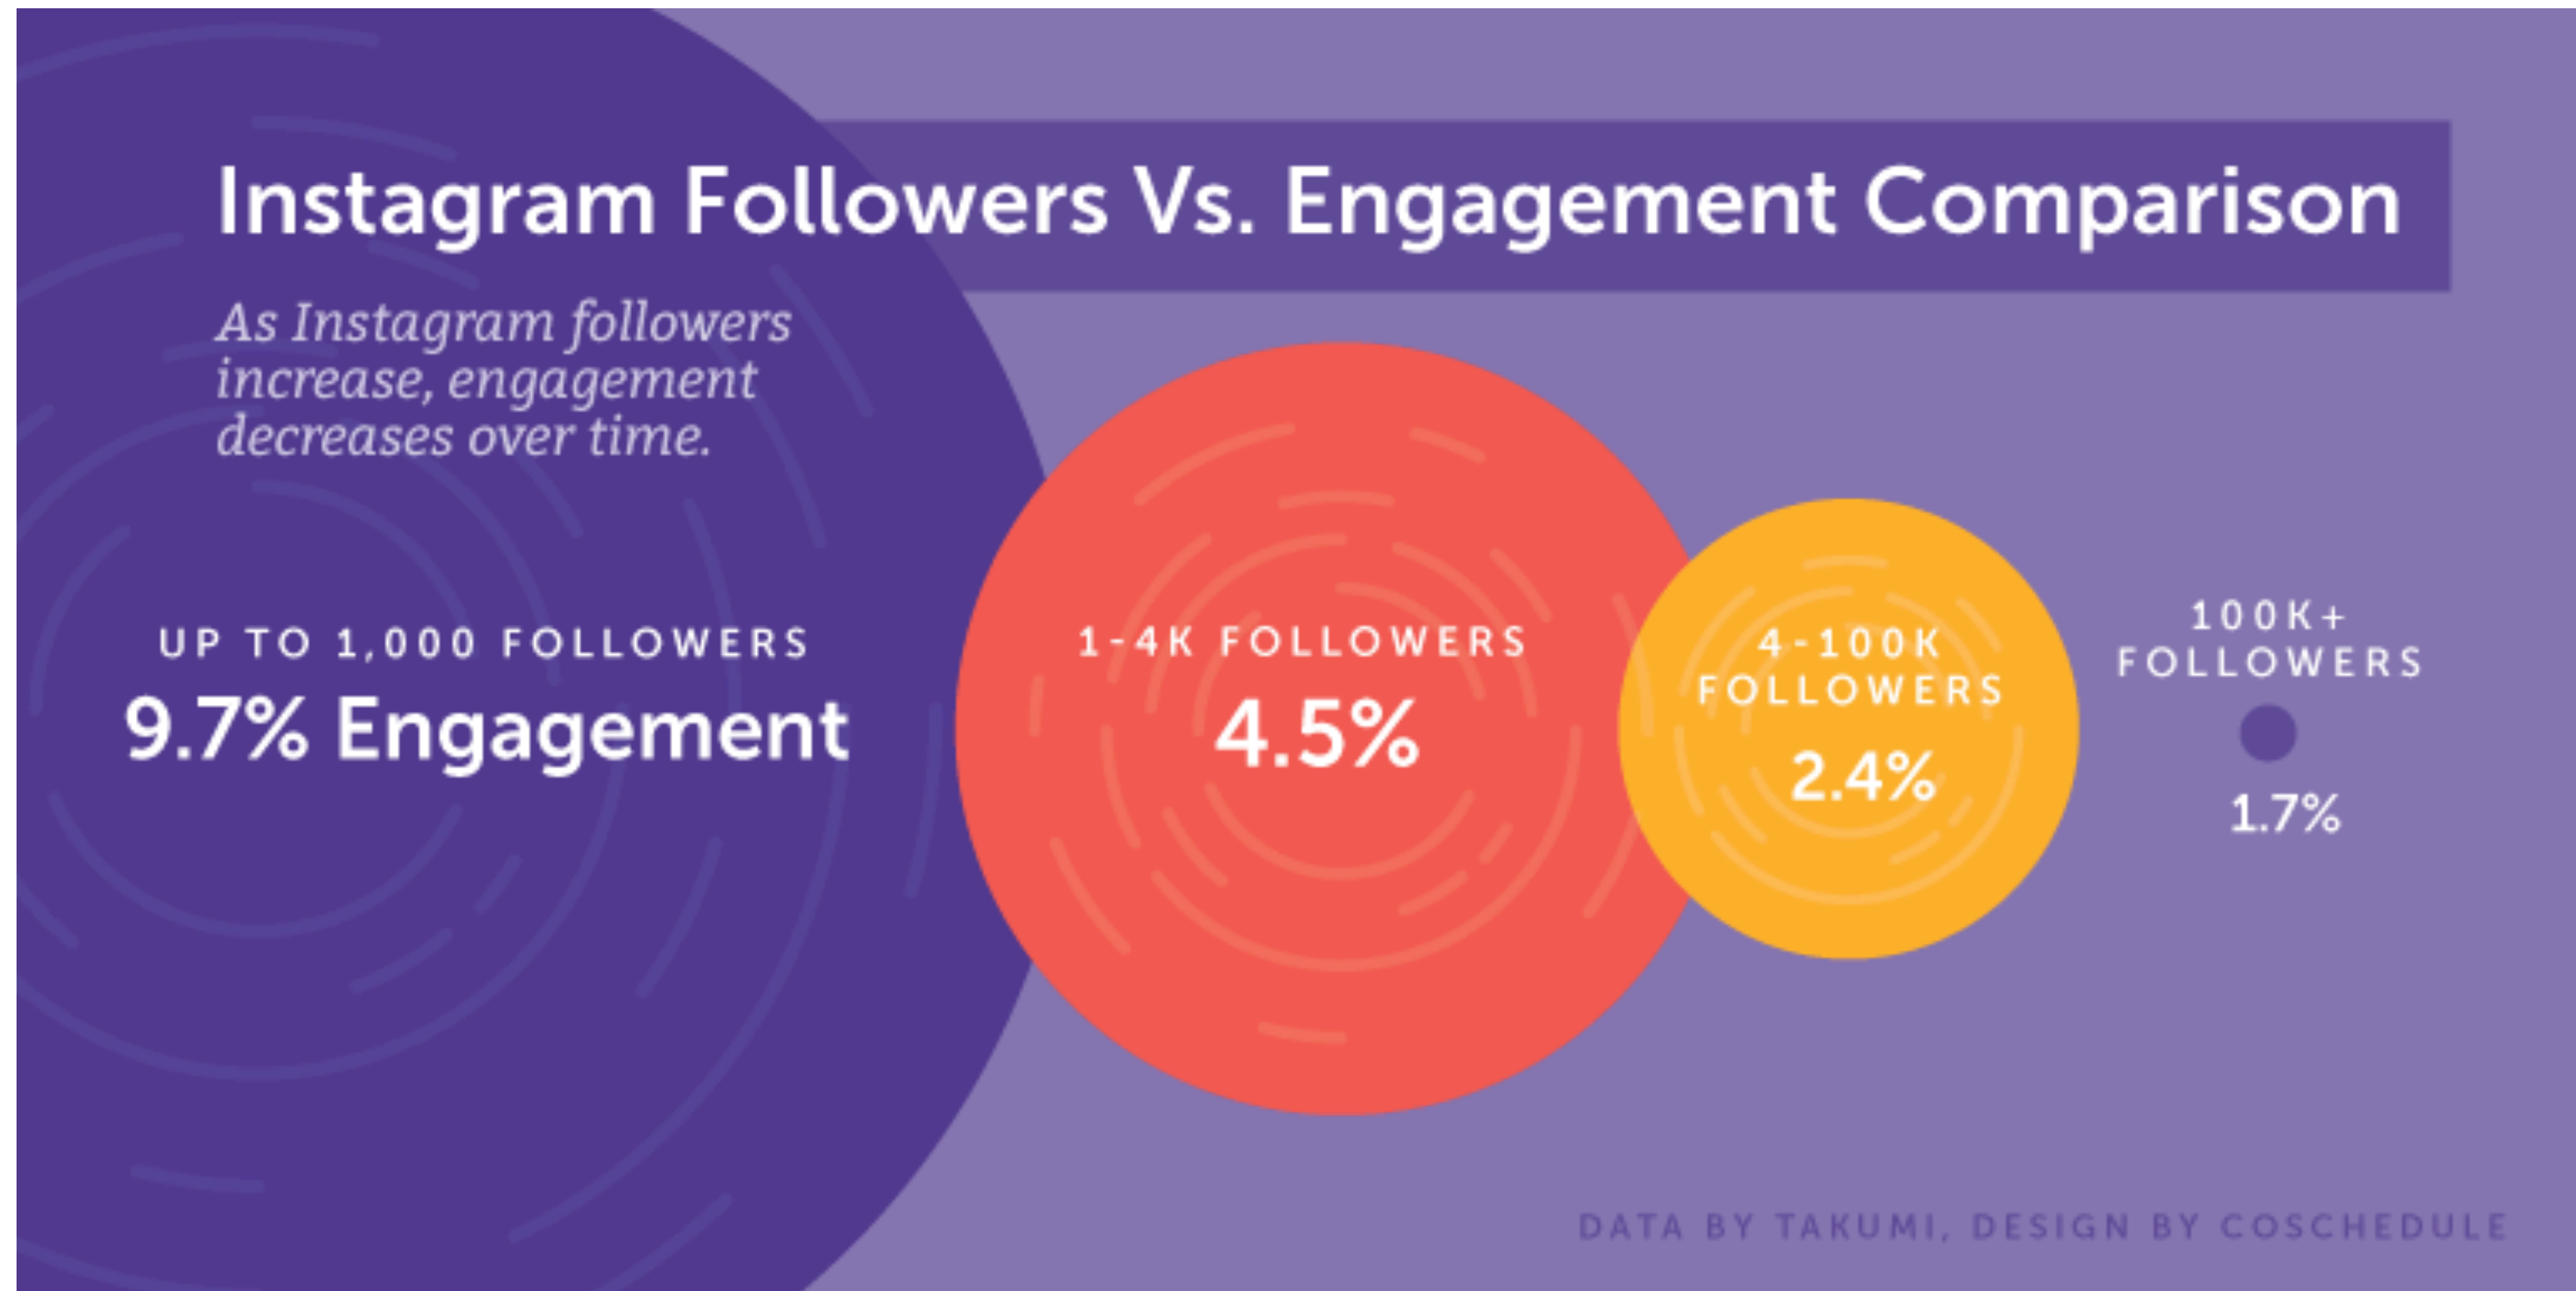 Instagram Followers Vs. Engagement Comparison
As Instagram followers
increase, engagement
decreases over time.
UP TO 1,000 FOLLOWERS
9.7% Engagement
1-4K FOLLOWERS
4.5%
4-100K
FOLLOWERS
2.4%
100K+
FOLLOWERS
1.7%
DATA BY TAKUMI, DESIGN BY COSCHEDULE